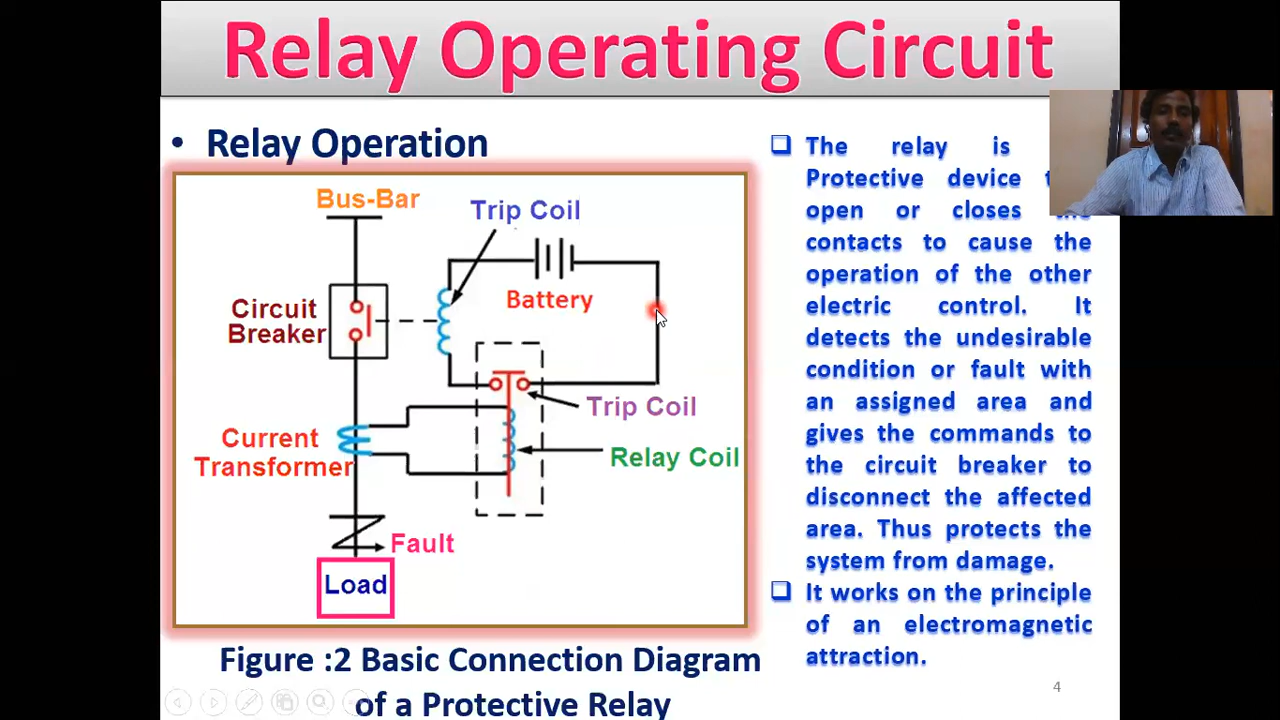 Relay Operating Circuit
• Relay Operation
Bus-Bar
Trip Coil
Battery
Circuit
Breaker
Trip Coil
Current
Transformer
Relay Coil
Fault
Load
Figure :2 Basic Connection Diagram
of a Protective Relay
The relay is
Protective device
open or closes the
contacts to cause the
operation of the other
electric control. It
detects the undesirable
condition or fault with
an assigned area and
gives the commands to
the circuit breaker to
disconnect the affected
area. Thus protects the
system from damage.
It works on the principle
of an electromagnetic
attraction.
4